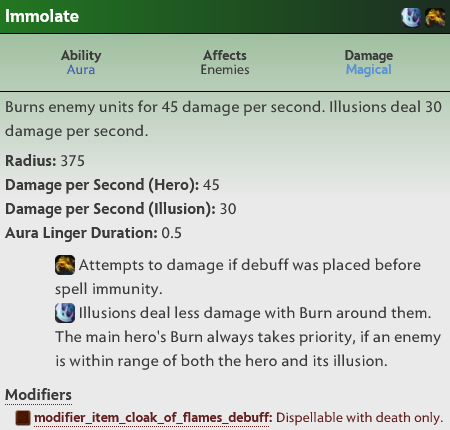 Immolate
Ability Affects Damage
Aura Enemies Magical
Burns enemy units for 45 damage per second. Illusions deal 30
damage per second.
Radius: 375
Damage per Second (Hero): 45
Damage per Second (Illusion): 30
Aura Linger Duration: 0.5
Attempts to damage if debuff was placed before
spell immunity.
Illusions deal less damage with Burn around them.
The main hero's Burn always takes priority, if an enemy
is within range of both the hero and its illusion.
Modifiers
modifier_item_cloak_of_flames_debuff: Dispellable with death only.